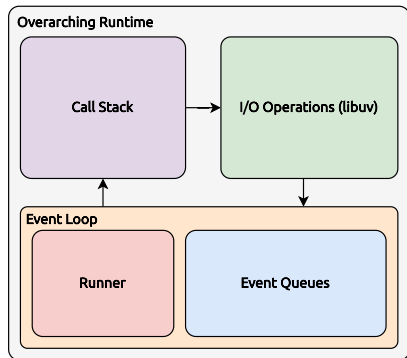 Overarching Runtime
Call Stack
I/O Operations (libuv)
Event Loop
Runner
Event Queues